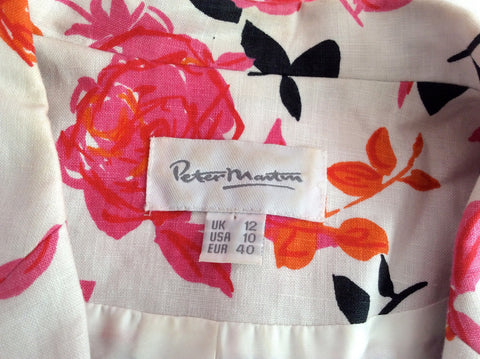 Peter Martin
UK 12
USA 10
EUR 40